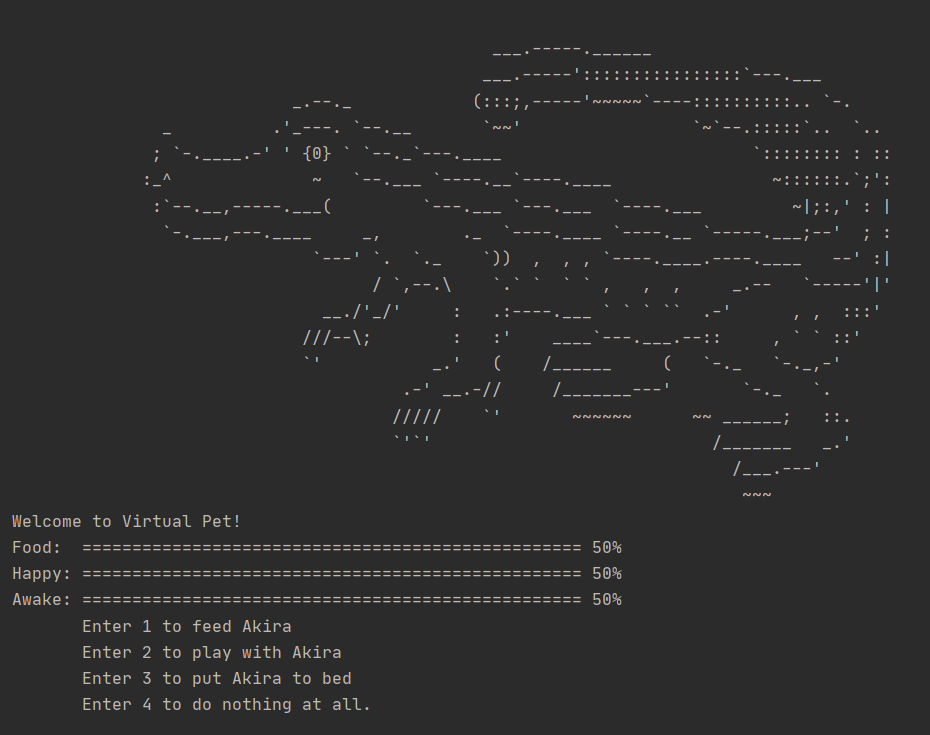 Welcome to Virtual Pet!
Food:  ================================================== 50%
Happy: ================================================== 50%
Awake: ================================================== 50%
Enter 1 to feed Akira
Enter 2 to play with Akira
Enter 3 to put Akira to bed
Enter 4 to do nothing at all.